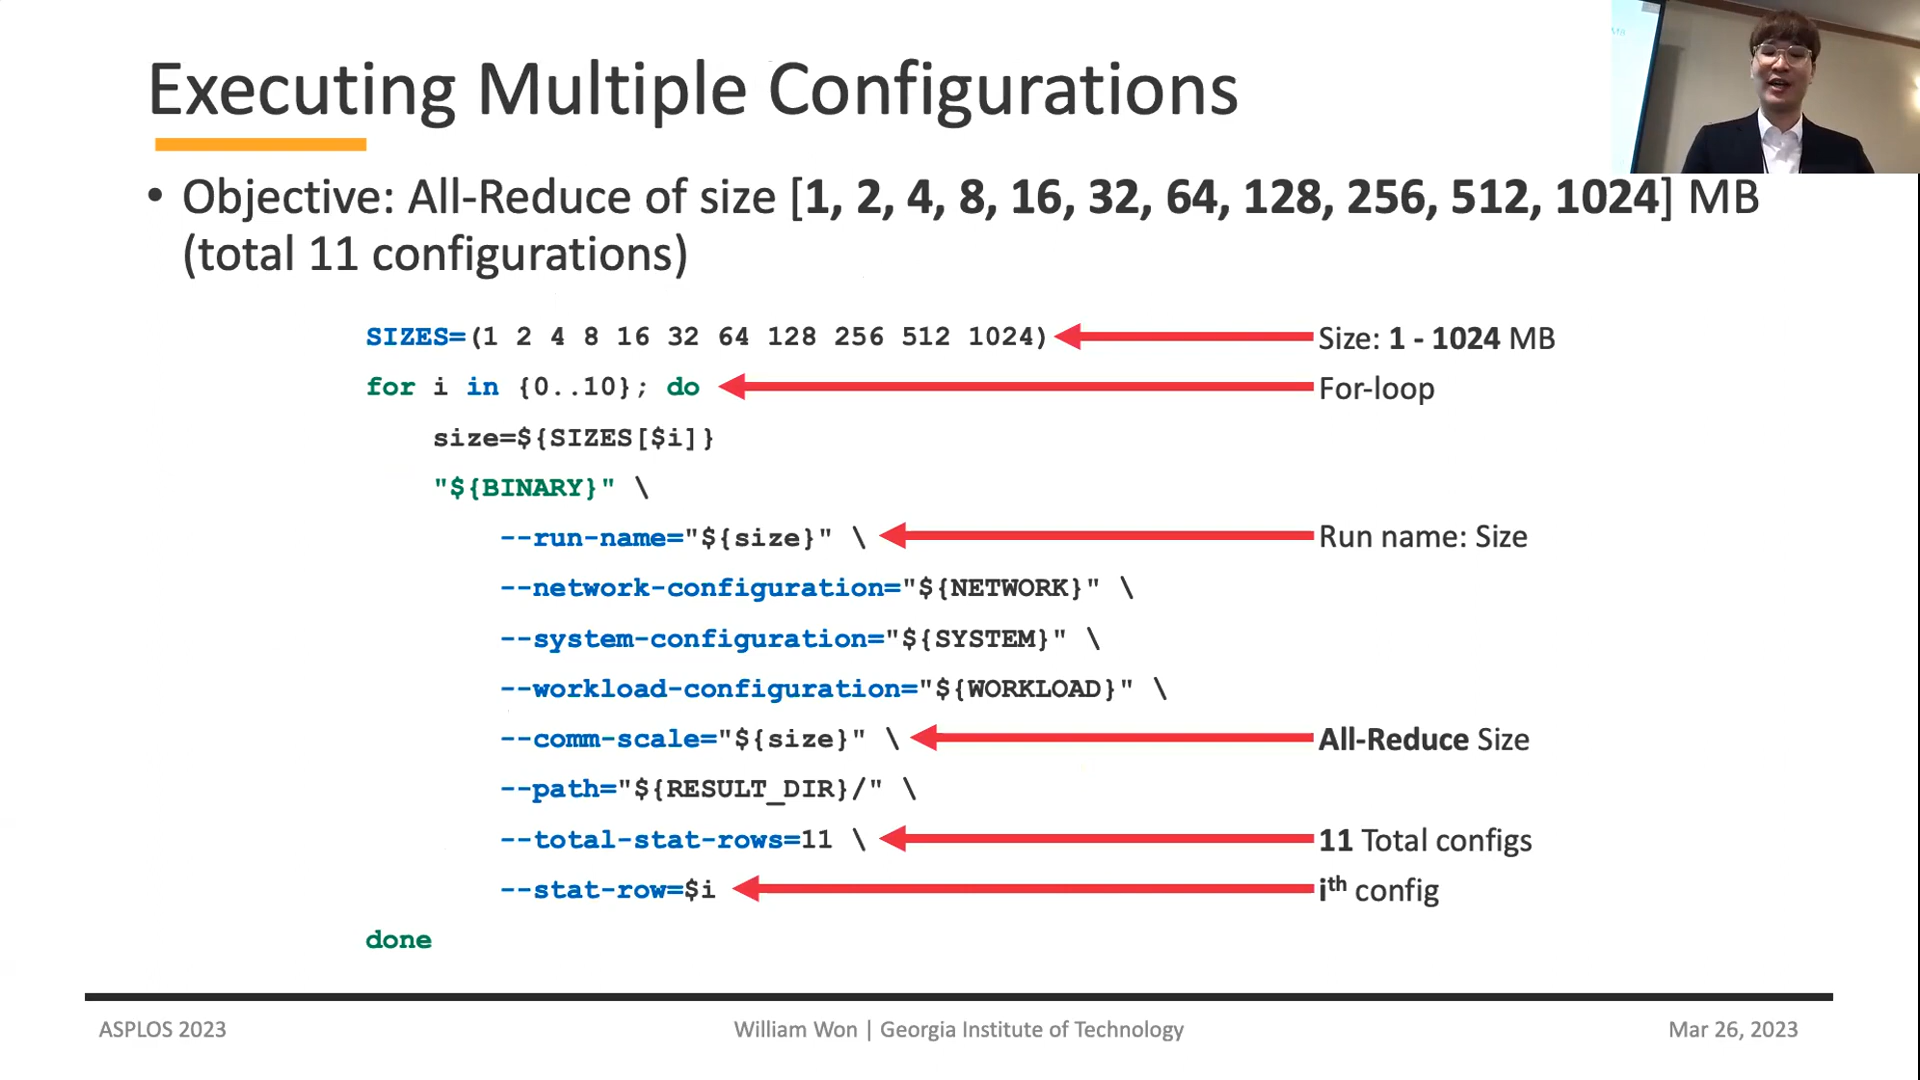 Executing Multiple Configurations
• Objective: All-Reduce of size [1, 2, 4, 8, 16, 32, 64, 128, 256, 512, 1024] MB
(total 11 configurations)
SIZES=(1 2 4 8 16 32 64 128 256 512 1024)
Size: 1 - 1024 MB
for i in {0..10}; do
For-loop
size=${SIZES[$i]}
"${BINARY}" \
--run-name="${size}" \
Run name: Size
--network-configuration="${NETWORK}" \
--system-configuration="${SYSTEM}" \
--workload-configuration="${WORKLOAD}" \
--comm-scale="${size}" \
All-Reduce Size
--path="${RESULT_DIR}/" \
--total-stat-rows=11 \
11 Total configs
--stat-row=$i
ith config
done
ASPLOS 2023
William Won | Georgia Institute of Technology
Mar 26, 2023